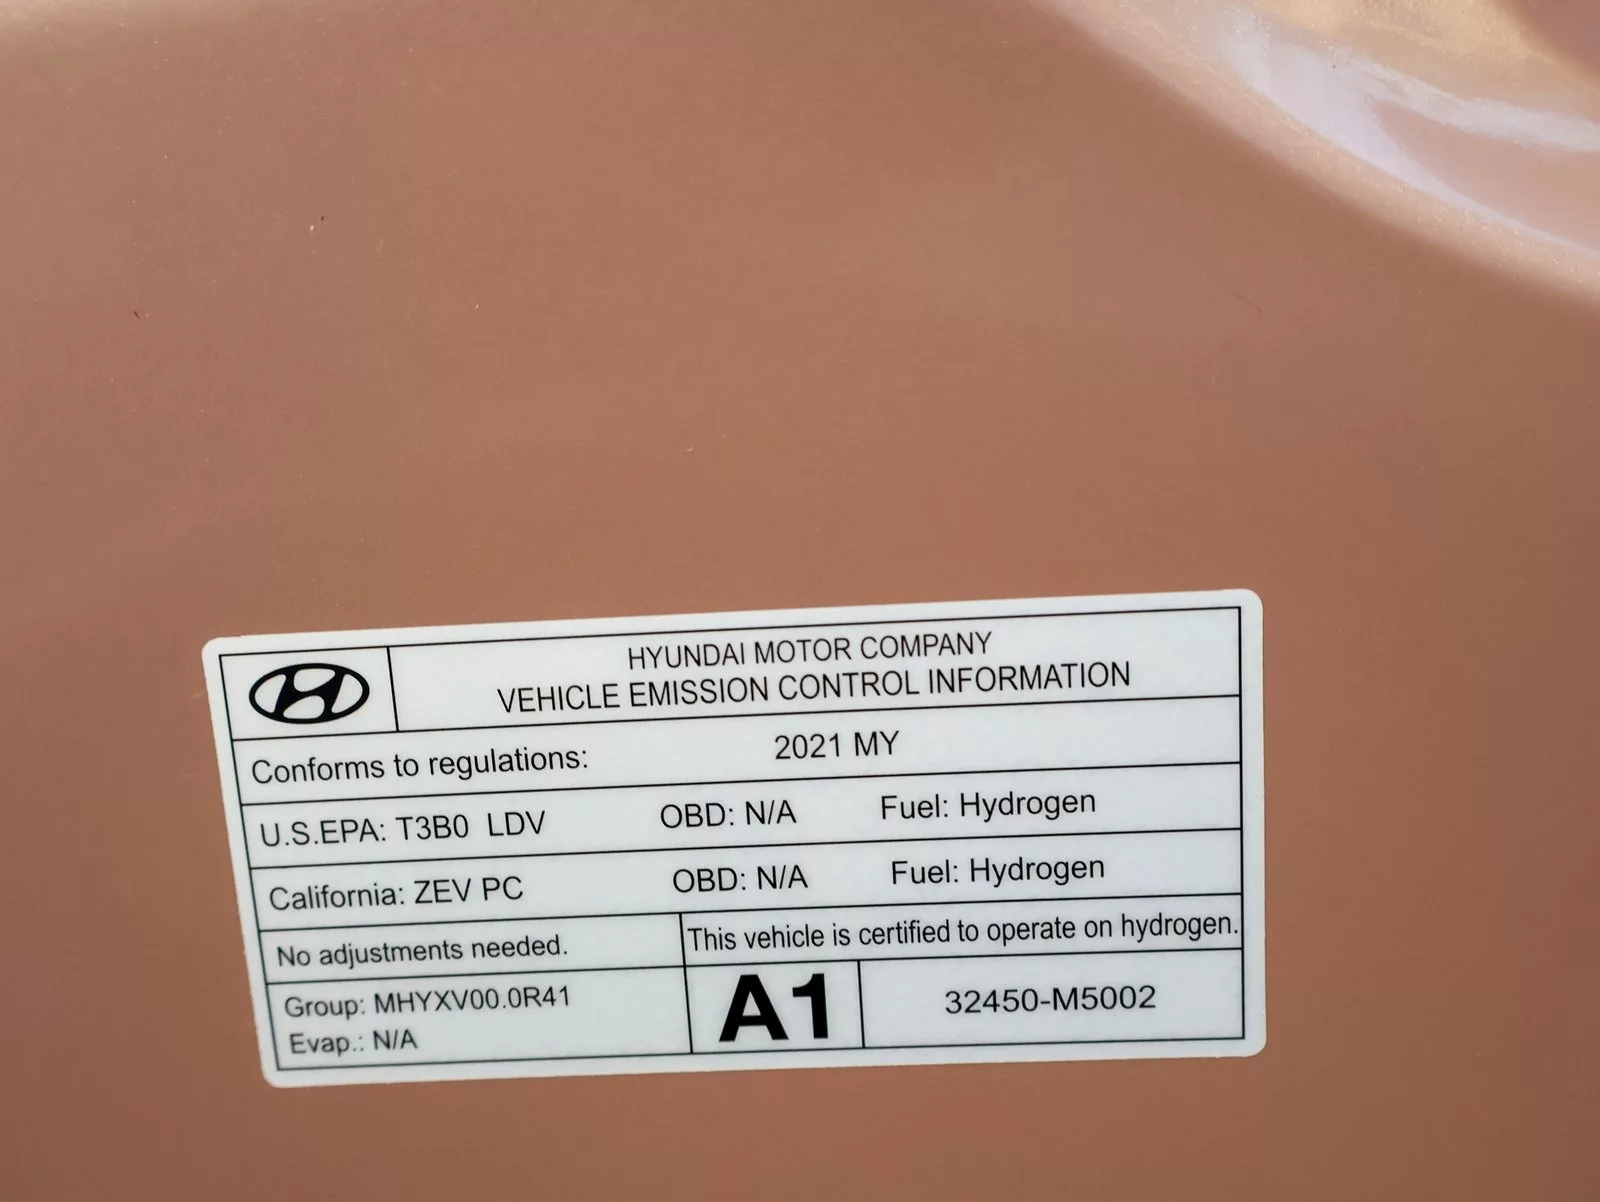 HYUNDAI MOTOR COMPANY
VEHICLE EMISSION CONTROL INFORMATION
Conforms to regulations: 2021 MY
U.S.EPA: T3B0 LDV OBD: N/A Fuel: Hydrogen
California: ZEV PC OBD: N/A Fuel: Hydrogen
No adjustments needed. This vehicle is certified to operate on hydrogen.
Group: MHYXV00.0R41
Evap.: N/A
A1 32450-M5002